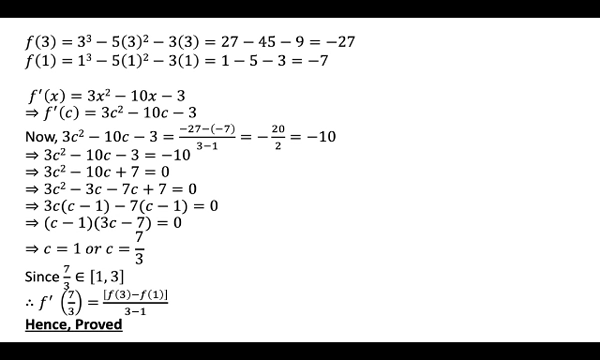 f(3) = 3³ − 5(3)² − 3(3) = 27 − 45 − 9 = −27
f(1) = 1³ − 5(1)² − 3(1) = 1 − 5 − 3 = −7
f′(x) = 3x² − 10x − 3
⇒ f′(c) = 3c² − 10c − 3
Now, 3c² − 10c − 3 = (−27−(−7))/(3−1) = −20/2 = −10
⇒ 3c² − 10c − 3 = −10
⇒ 3c² − 10c + 7 = 0
⇒ 3c² − 3c − 7c + 7 = 0
⇒ 3c(c − 1) − 7(c − 1) = 0
⇒ (c − 1)(3c − 7) = 0
⇒ c = 1 or c = 7/3
Since 7/3 ∈ [1, 3]
∴ f′(7/3) = [f(3)−f(1)]/(3−1)
Hence, Proved